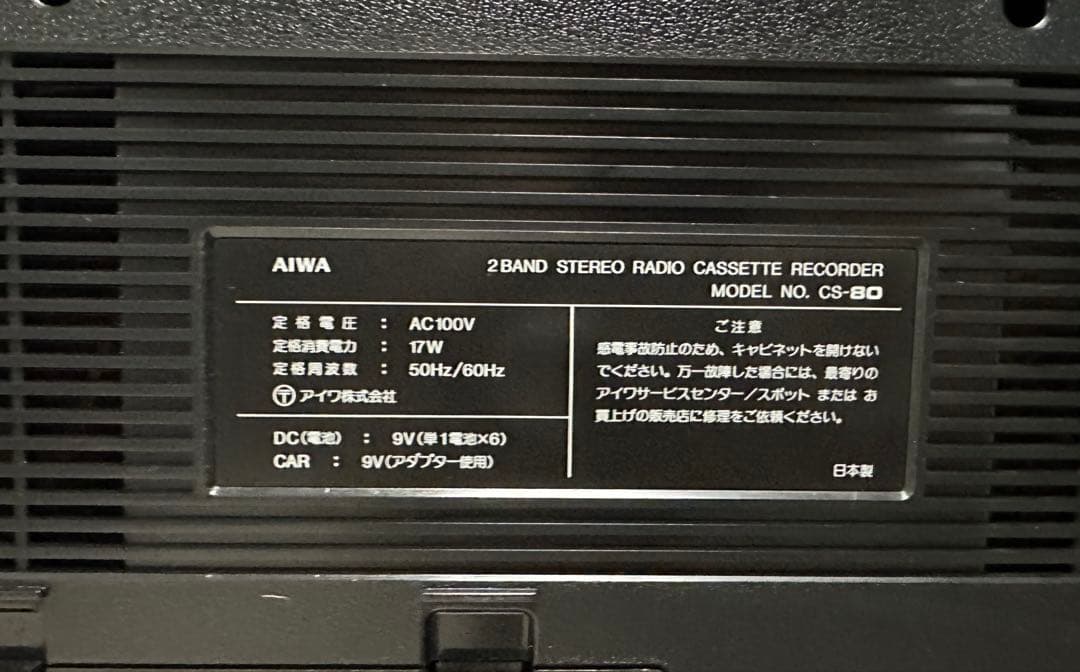 AIWA
2 BAND STEREO RADIO CASSETTE RECORDER
MODEL NO. CS-80
定格電圧 : AC100V
定格消費電力 : 17W
定格周波数 : 50Hz/60Hz
〒 アイワ株式会社
DC(電池) : 9V(単1電池×6)
CAR : 9V(アダプター使用)
ご注意
感電事故防止のため、キャビネットを開けない
でください。万一故障した場合には、最寄りの
アイワサービスセンター/スポット または お
買上げの販売店に修理をご依頼ください。
日本製